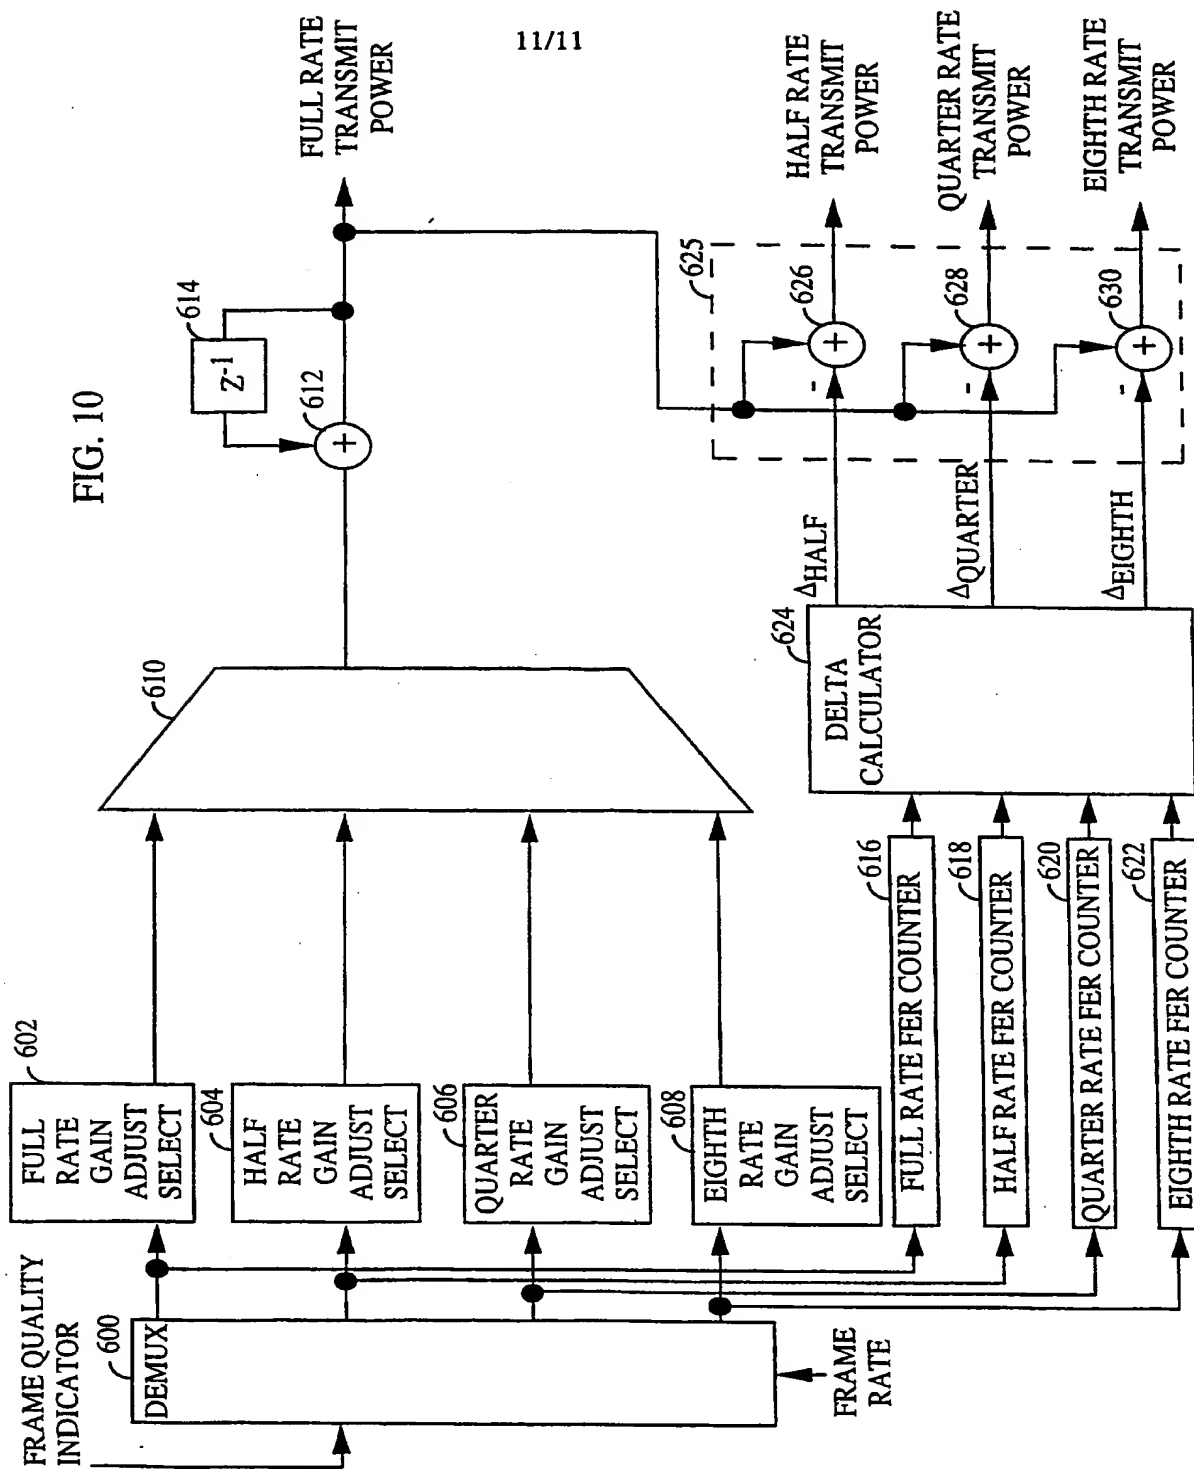 11/11
FIG. 10
FRAME QUALITY
INDICATOR
600
DEMUX
FRAME
RATE
602
FULL
RATE
GAIN
ADJUST
SELECT
604
HALF
RATE
GAIN
ADJUST
SELECT
606
QUARTER
RATE
GAIN
ADJUST
SELECT
608
EIGHTH
RATE
GAIN
ADJUST
SELECT
610
612
+
614
Z-1
FULL RATE
TRANSMIT
POWER
616
FULL RATE FER COUNTER
618
HALF RATE FER COUNTER
620
QUARTER RATE FER COUNTER
622
EIGHTH RATE FER COUNTER
624
DELTA
CALCULATOR
ΔHALF
ΔQUARTER
ΔEIGHTH
625
626
+
-
628
+
-
630
+
-
HALF RATE
TRANSMIT
POWER
QUARTER RATE
TRANSMIT
POWER
EIGHTH RATE
TRANSMIT
POWER